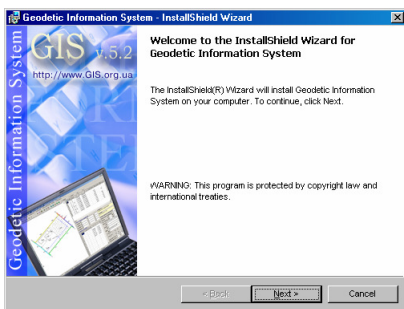 Geodetic Information System - InstallShield Wizard
Geodetic Information System
GIS v.5.2
http://www.GIS.org.ua
Welcome to the InstallShield Wizard for
Geodetic Information System
The InstallShield(R) Wizard will install Geodetic Information
System on your computer. To continue, click Next.
WARNING: This program is protected by copyright law and
international treaties.
< Back
Next >
Cancel